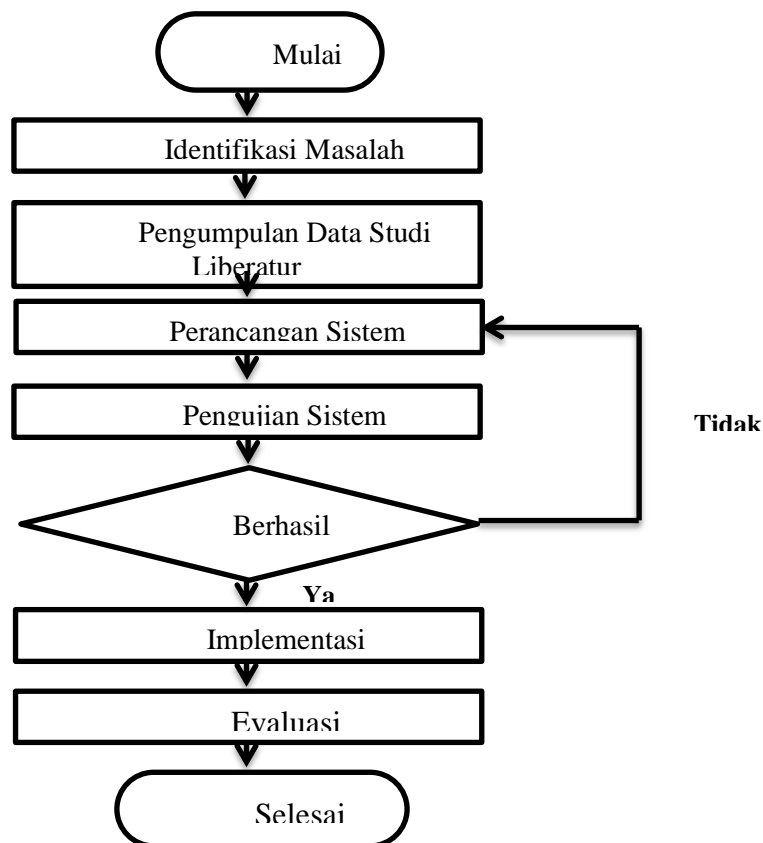 Mulai
Identifikasi Masalah
Pengumpulan Data Studi
Liberatur
Perancangan Sistem
Pengujian Sistem
Tidak
Berhasil
Ya
Implementasi
Evaluasi
Selesai